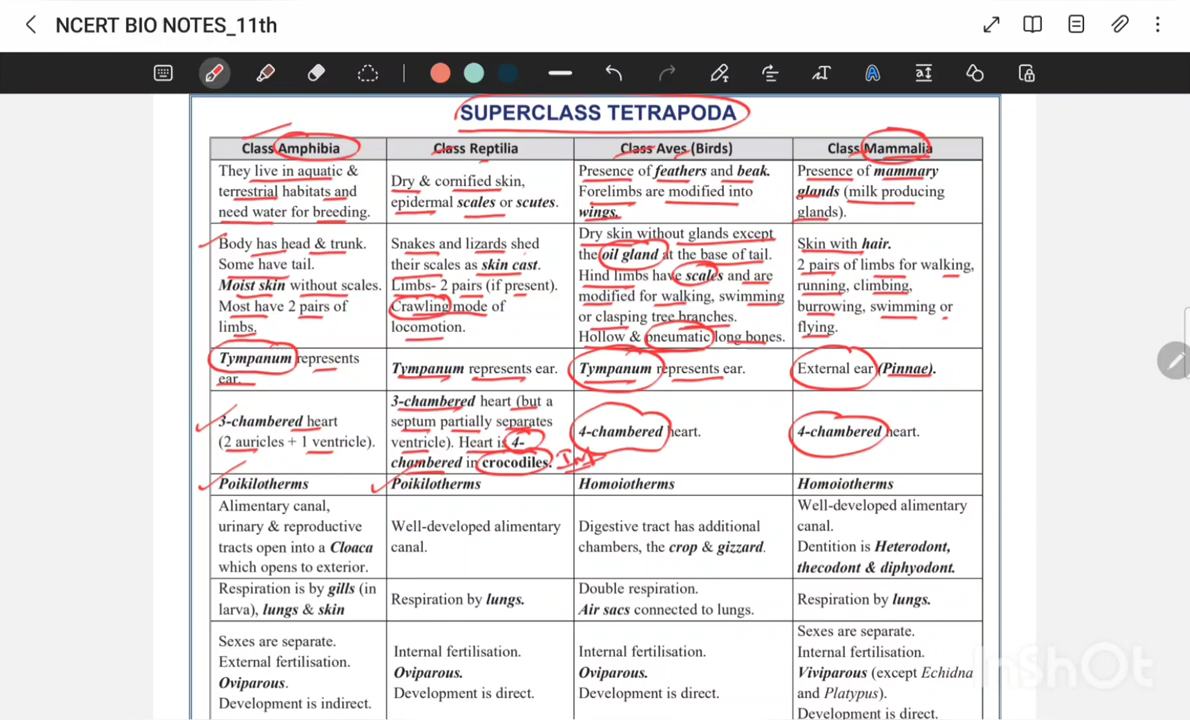 NCERT BIO NOTES_11th
SUPERCLASS TETRAPODA
Class Amphibia
Class Reptilia
Class Aves (Birds)
Class Mammalia
They live in aquatic &
terrestrial habitats and
need water for breeding.
Dry & cornified skin,
epidermal scales or scutes.
Presence of feathers and beak.
Forelimbs are modified into
wings.
Presence of mammary
glands (milk producing
glands).
Body has head & trunk.
Some have tail.
Moist skin without scales.
Most have 2 pairs of
limbs.
Snakes and lizards shed
their scales as skin cast.
Limbs- 2 pairs (if present).
Crawling mode of
locomotion.
Dry skin without glands except
the oil gland at the base of tail.
Hind limbs have scales and are
modified for walking, swimming
or clasping tree branches.
Hollow & pneumatic long bones.
Skin with hair.
2 pairs of limbs for walking,
running, climbing,
burrowing, swimming or
flying.
Tympanum represents
ear.
Tympanum represents ear.
Tympanum represents ear.
External ear (Pinnae).
3-chambered heart
(2 auricles + 1 ventricle).
3-chambered heart (but a
septum partially separates
ventricle). Heart is 4-
chambered in crocodiles.
Imp
4-chambered heart.
4-chambered heart.
Poikilotherms
Poikilotherms
Homoiotherms
Homoiotherms
Alimentary canal,
urinary & reproductive
tracts open into a Cloaca
which opens to exterior.
Well-developed alimentary
canal.
Digestive tract has additional
chambers, the crop & gizzard.
Well-developed alimentary
canal.
Dentition is Heterodont,
thecodont & diphyodont.
Respiration is by gills (in
larva), lungs & skin
Respiration by lungs.
Double respiration.
Air sacs connected to lungs.
Respiration by lungs.
Sexes are separate.
External fertilisation.
Oviparous.
Development is indirect.
Internal fertilisation.
Oviparous.
Development is direct.
Internal fertilisation.
Oviparous.
Development is direct.
Sexes are separate.
Internal fertilisation.
Viviparous (except Echidna
and Platypus).
Development is direct.
InShOt